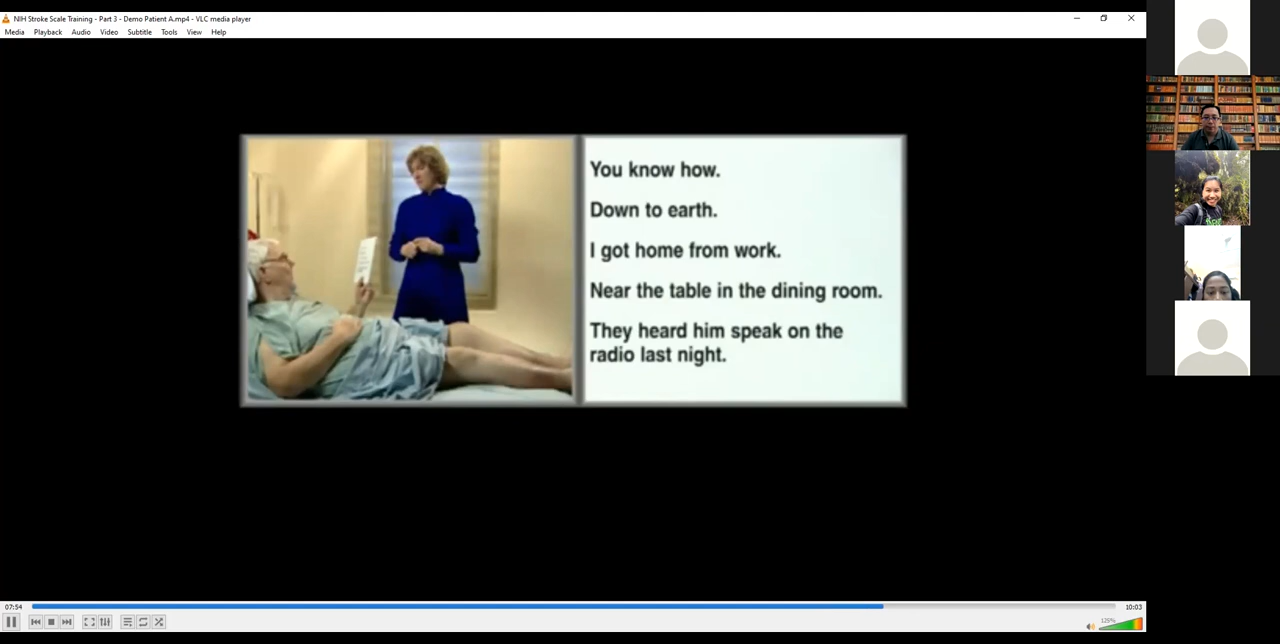 NIH Stroke Scale Training - Part 3 - Demo Patient A.mp4 - VLC media player
Media Playback Audio Video Subtitle Tools View Help
You know how.
Down to earth.
I got home from work.
Near the table in the dining room.
They heard him speak on the
radio last night.
07:54
10:03
125%